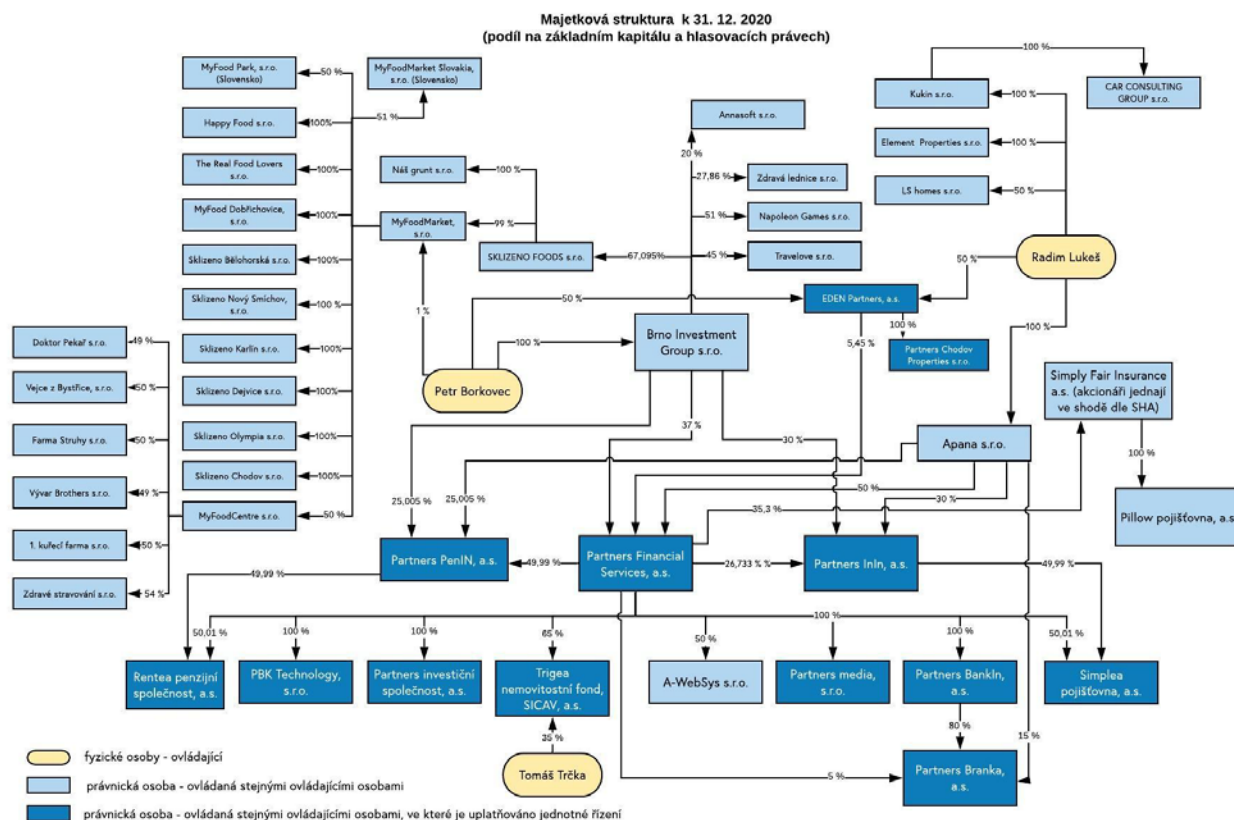 Majetková struktura k 31. 12. 2020
(podíl na základním kapitálu a hlasovacích právech)
MyFood Park, s.r.o.
(Slovensko)
50 %
MyFoodMarket Slovakia,
s.r.o. (Slovensko)
51 %
Happy Food s.r.o.
100%
The Real Food Lovers
s.r.o.
100%
MyFood Dobřichovice,
s.r.o.
100%
Sklizeno Bělohorská s.r.o.
100%
Sklizeno Nový Smíchov,
s.r.o.
100 %
Sklizeno Karlín s.r.o.
100%
Sklizeno Dejvice s.r.o.
100%
Sklizeno Olympia s.r.o.
100%
Sklizeno Chodov s.r.o.
100%
MyFoodCentre s.r.o.
50 %
Doktor Pekař s.r.o.
49 %
Vejce z Bystřice, s.r.o.
50 %
Farma Struhy s.r.o.
50 %
Vývar Brothers s.r.o.
49 %
1. kuřecí farma s.r.o.
50 %
Zdravé stravování s.r.o.
54 %
Náš grunt s.r.o.
100 %
MyFoodMarket,
s.r.o.
99 %
SKLIZENO FOODS s.r.o.
67,095%
1 %
Annasoft s.r.o.
20 %
Zdravá lednice s.r.o.
27,86 %
Napoleon Games s.r.o.
51 %
Travelove s.r.o.
45 %
100 %
CAR CONSULTING
GROUP s.r.o.
Kukin s.r.o.
100 %
Element Properties s.r.o.
100 %
LS homes s.r.o.
50 %
Radim Lukeš
50 %
50 %
EDEN Partners, a.s.
100 %
Partners Chodov
Properties s.r.o.
5,45 %
100 %
Brno Investment
Group s.r.o.
100 %
Petr Borkovec
37 %
30 %
Simply Fair Insurance
a.s. (akcionáři jednají
ve shodě dle SHA)
100 %
Pillow pojišťovna, a.s
Apana s.r.o.
25,005 %
25,005 %
50 %
30 %
35,3 %
Partners PenIN, a.s.
49,99 %
Partners Financial
Services, a.s.
26,733 % %
Partners InIn, a.s.
49,99 %
49,99 %
50,01 %
100 %
100 %
65 %
50 %
100 %
100 %
50,01 %
Rentea penzijní
společnost, a.s.
PBK Technology,
s.r.o.
Partners investiční
společnost, a.s.
Trigea
nemovitostní fond,
SICAV, a.s.
A-WebSys s.r.o.
Partners media,
s.r.o.
Partners BankIn,
a.s.
Simplea
pojišťovna, a.s.
35 %
80 %
15 %
Tomáš Trčka
5 %
Partners Branka,
a.s.
fyzické osoby - ovládající
právnická osoba - ovládaná stejnými ovládajícími osobami
právnická osoba - ovládaná stejnými ovládajícími osobami, ve které je uplatňováno jednotné řízení